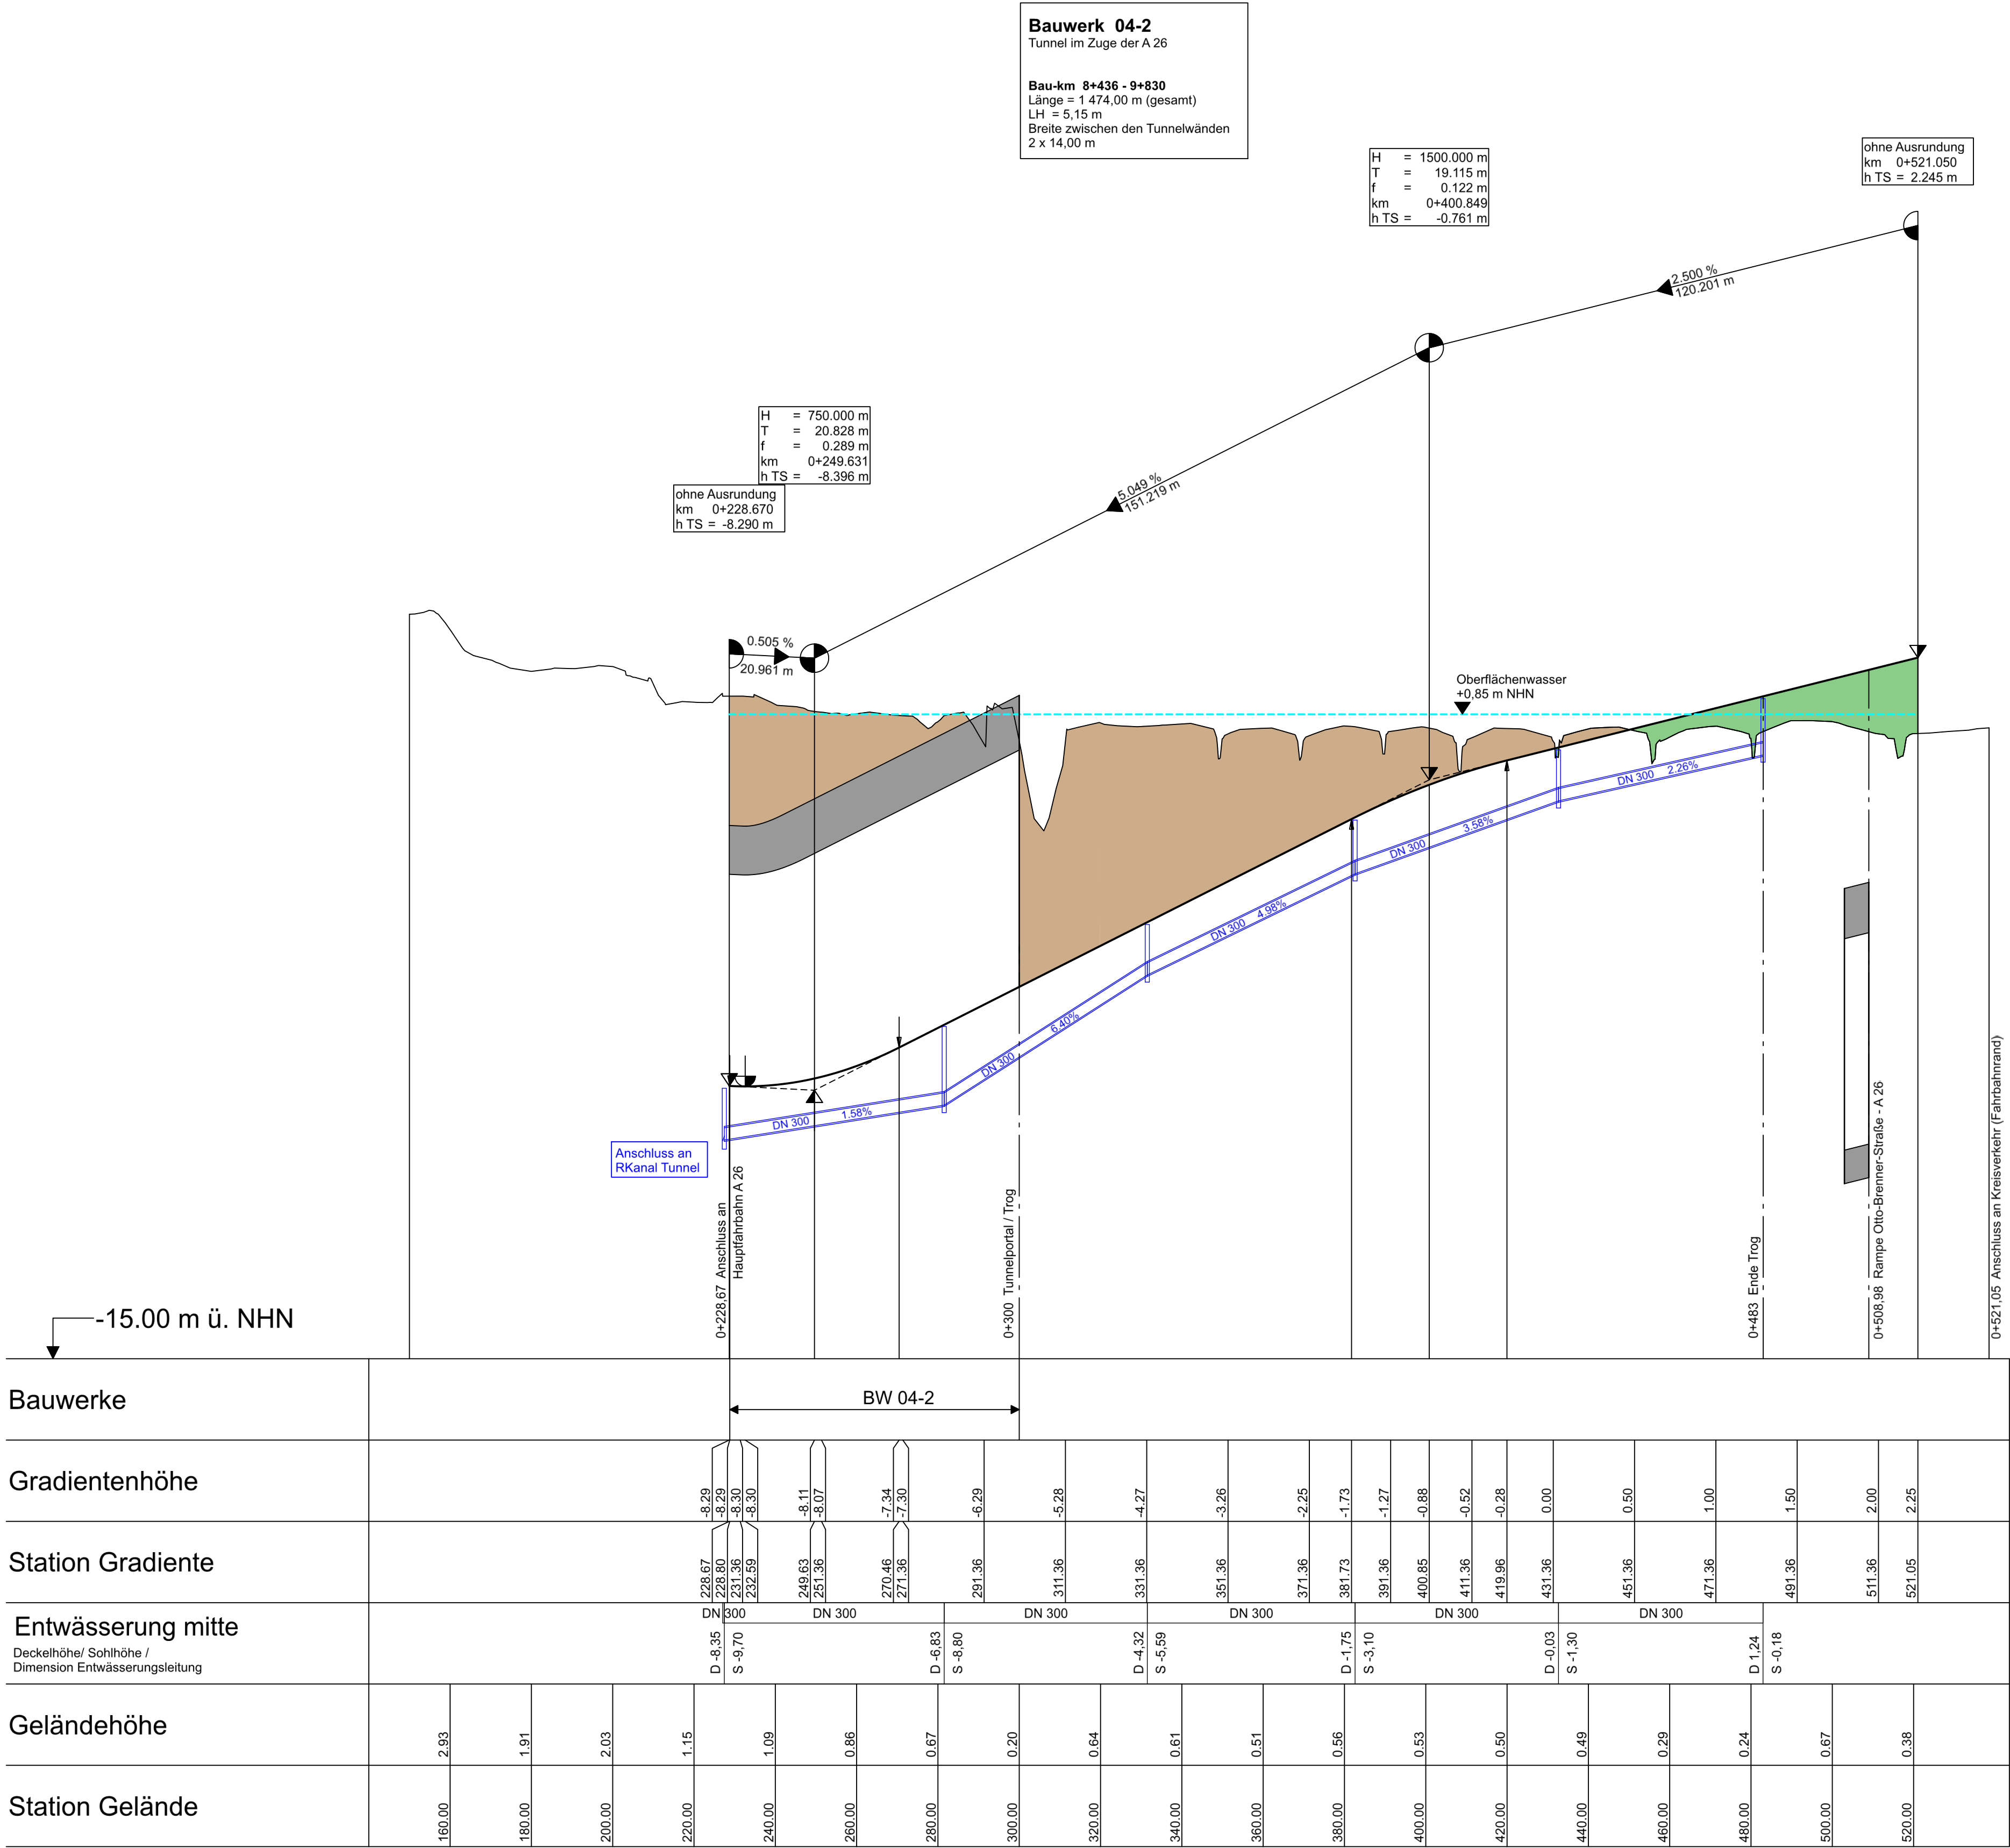 Bauwerk 04-2
Tunnel im Zuge der A 26
Bau-km 8+436 - 9+830
Länge = 1 474,00 m (gesamt)
LH = 5,15 m
Breite zwischen den Tunnelwänden
2 x 14,00 m
ohne Ausrundung
km 0+521.050
h TS = 2.245 m
H = 1500.000 m
T = 19.115 m
f = 0.122 m
km 0+400.849
h TS = -0.761 m
2.500 %
120.201 m
H = 750.000 m
T = 20.828 m
f = 0.289 m
km 0+249.631
h TS = -8.396 m
ohne Ausrundung
km 0+228.670
h TS = -8.290 m
5.049 %
151.219 m
0.505 %
20.961 m
Oberflächenwasser
+0,85 m NHN
DN 300 2.26%
DN 300 3.58%
DN 300 4.98%
DN 300 6.40%
DN 300 1.58%
Anschluss an
RKanal Tunnel
0+228,67 Anschluss an
Hauptfahrbahn A 26
0+300 Tunnelportal / Trog
0+483 Ende Trog
0+508,98 Rampe Otto-Brenner-Straße - A 26
0+521,05 Anschluss an Kreisverkehr (Fahrbahnrand)
-15.00 m ü. NHN
Bauwerke
BW 04-2
Gradientenhöhe
-8.29 -8.29 -8.30 -8.30 -8.11 -8.07 -7.34 -7.30 -6.29 -5.28 -4.27 -3.26 -2.25 -1.73 -1.27 -0.88 -0.52 -0.28 0.00 0.50 1.00 1.50 2.00 2.25
Station Gradiente
228.67 228.80 231.36 232.59 249.63 251.36 270.46 271.36 291.36 311.36 331.36 351.36 371.36 381.73 391.36 400.85 411.36 419.96 431.36 451.36 471.36 491.36 511.36 521.05
Entwässerung mitte
Deckelhöhe/ Sohlhöhe /
Dimension Entwässerungsleitung
DN 300 DN 300 DN 300 DN 300 DN 300 DN 300
D -8,35 S -9,70 D -6,83 S -8,80 D -4,32 S -5,59 D -1,75 S -3,10 D -0,03 S -1,30 D 1,24 S -0,18
Geländehöhe
2.93 1.91 2.03 1.15 1.09 0.86 0.67 0.20 0.64 0.61 0.51 0.56 0.53 0.50 0.49 0.29 0.24 0.67 0.38
Station Gelände
160.00 180.00 200.00 220.00 240.00 260.00 280.00 300.00 320.00 340.00 360.00 380.00 400.00 420.00 440.00 460.00 480.00 500.00 520.00